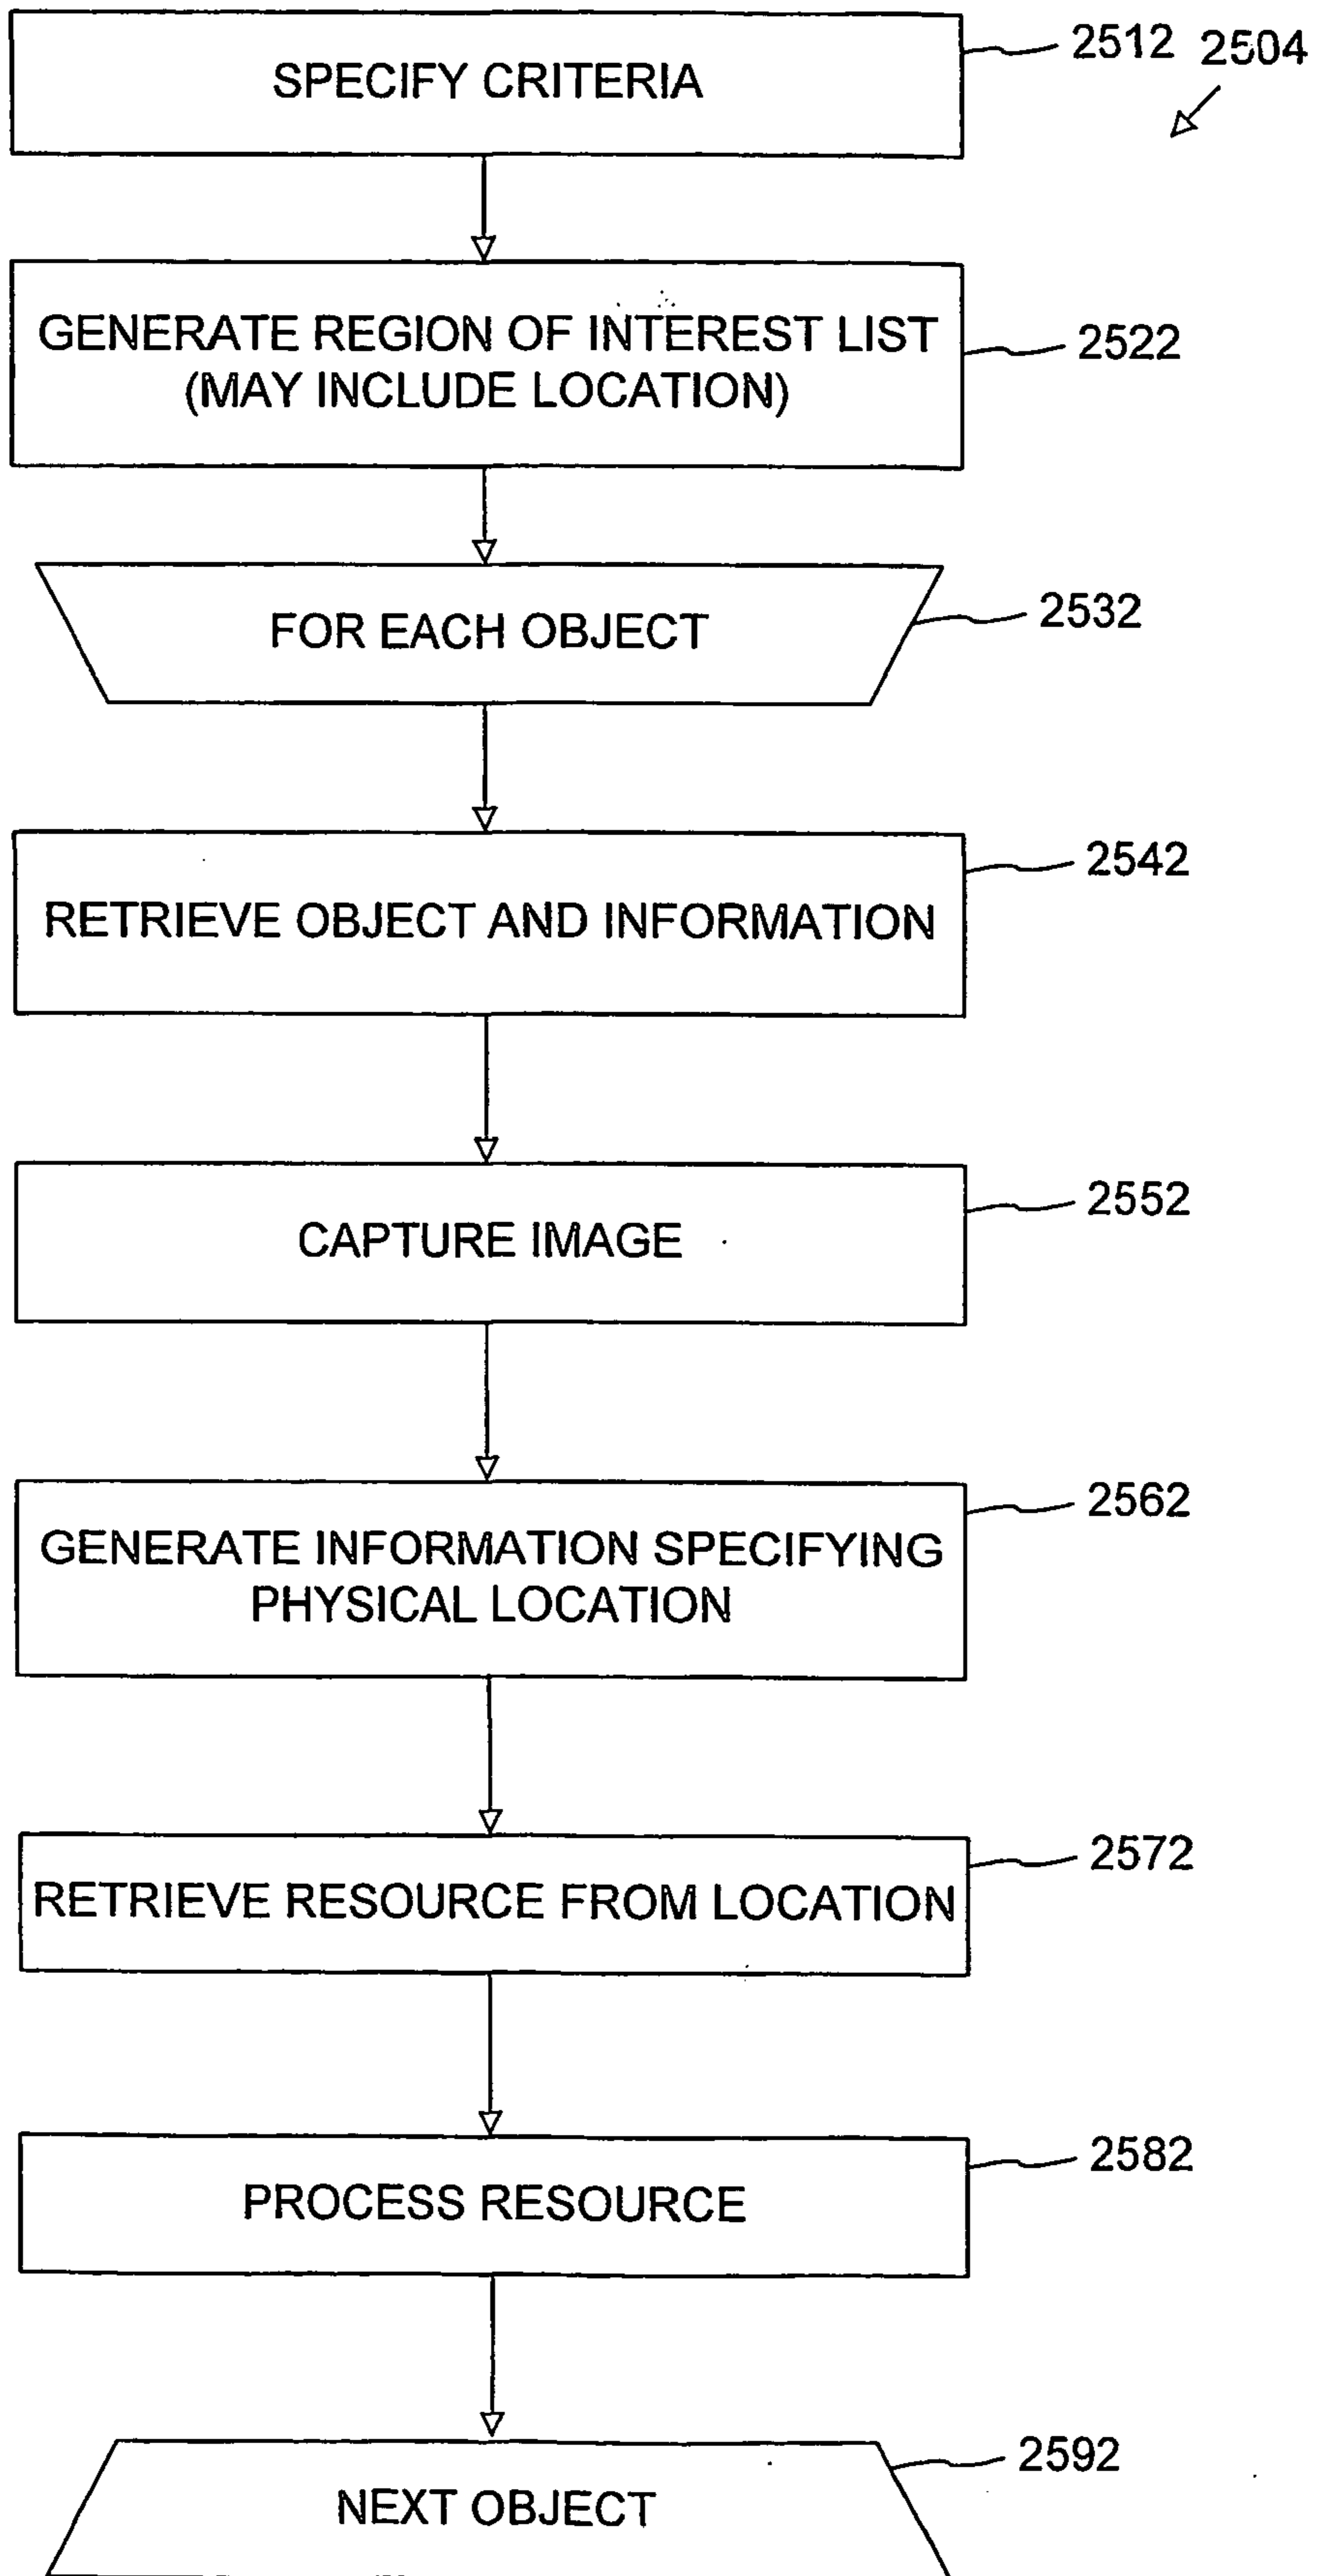 SPECIFY CRITERIA
2512
2504
GENERATE REGION OF INTEREST LIST
(MAY INCLUDE LOCATION)
2522
FOR EACH OBJECT
2532
RETRIEVE OBJECT AND INFORMATION
2542
CAPTURE IMAGE
2552
GENERATE INFORMATION SPECIFYING
PHYSICAL LOCATION
2562
RETRIEVE RESOURCE FROM LOCATION
2572
PROCESS RESOURCE
2582
NEXT OBJECT
2592